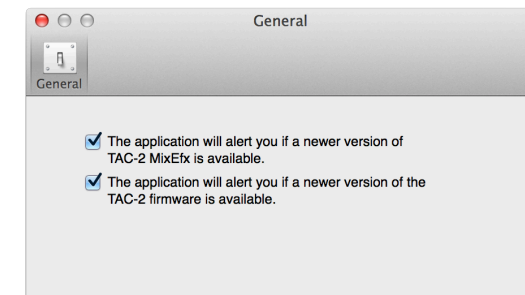 General
General
The application will alert you if a newer version of
TAC-2 MixEfx is available.
The application will alert you if a newer version of the
TAC-2 firmware is available.